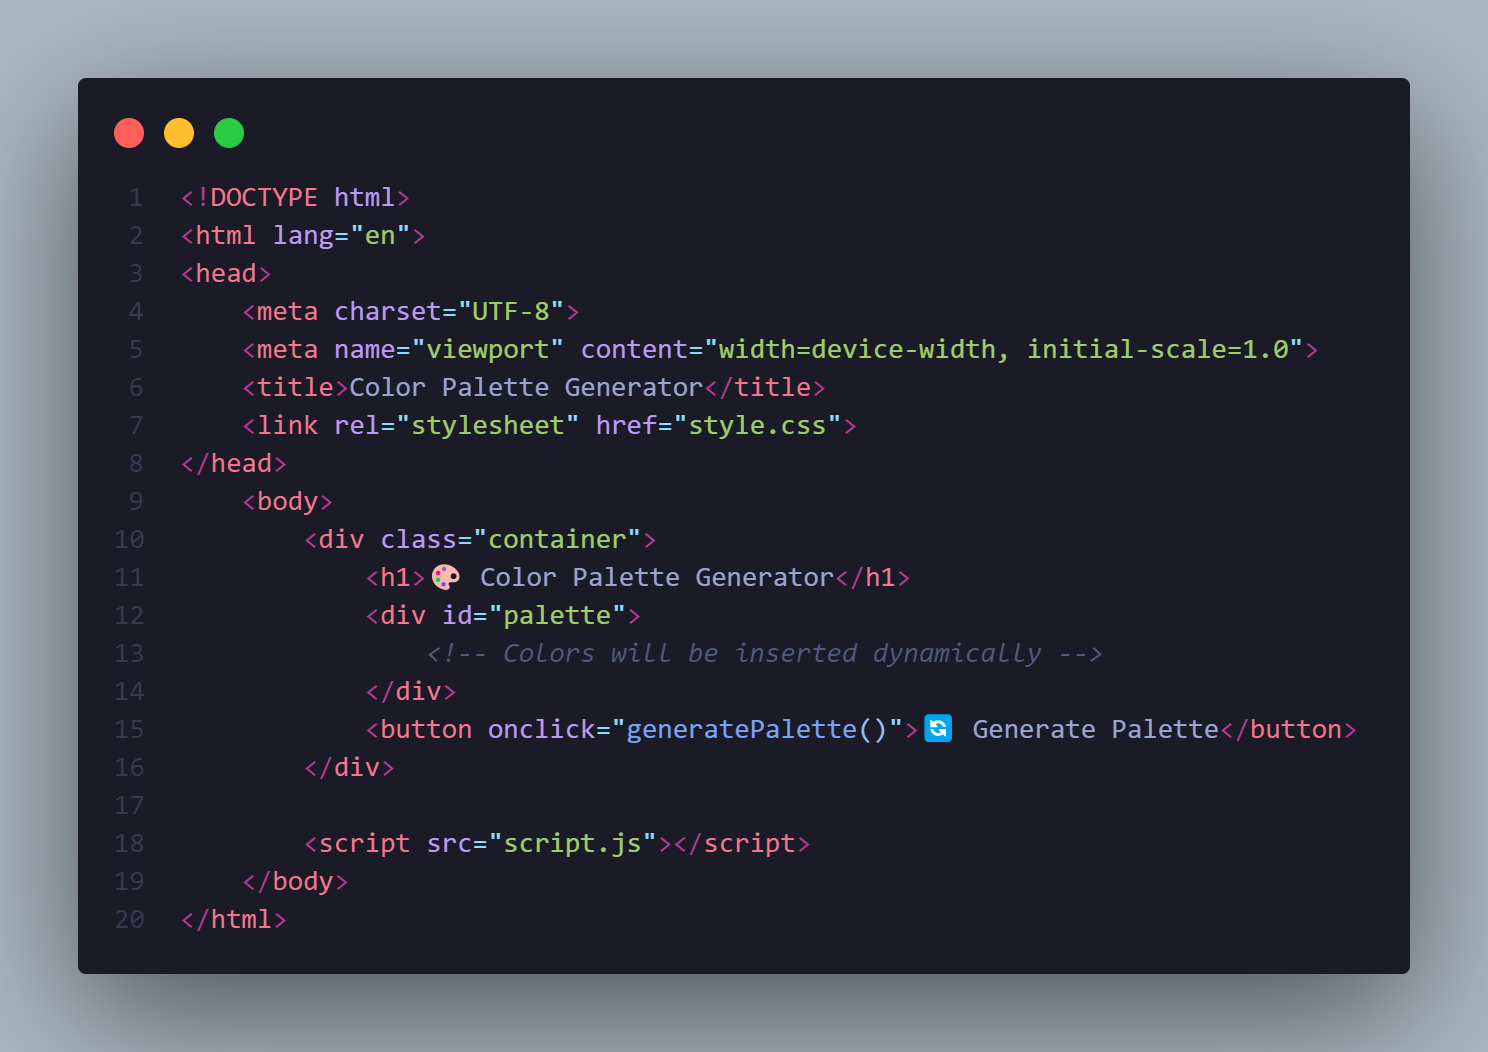 1 <!DOCTYPE html>
2 <html lang="en">
3 <head>
4     <meta charset="UTF-8">
5     <meta name="viewport" content="width=device-width, initial-scale=1.0">
6     <title>Color Palette Generator</title>
7     <link rel="stylesheet" href="style.css">
8 </head>
9     <body>
10         <div class="container">
11             <h1>🎨 Color Palette Generator</h1>
12             <div id="palette">
13                 <!-- Colors will be inserted dynamically -->
14             </div>
15             <button onclick="generatePalette()">🔄 Generate Palette</button>
16         </div>
17
18         <script src="script.js"></script>
19     </body>
20 </html>